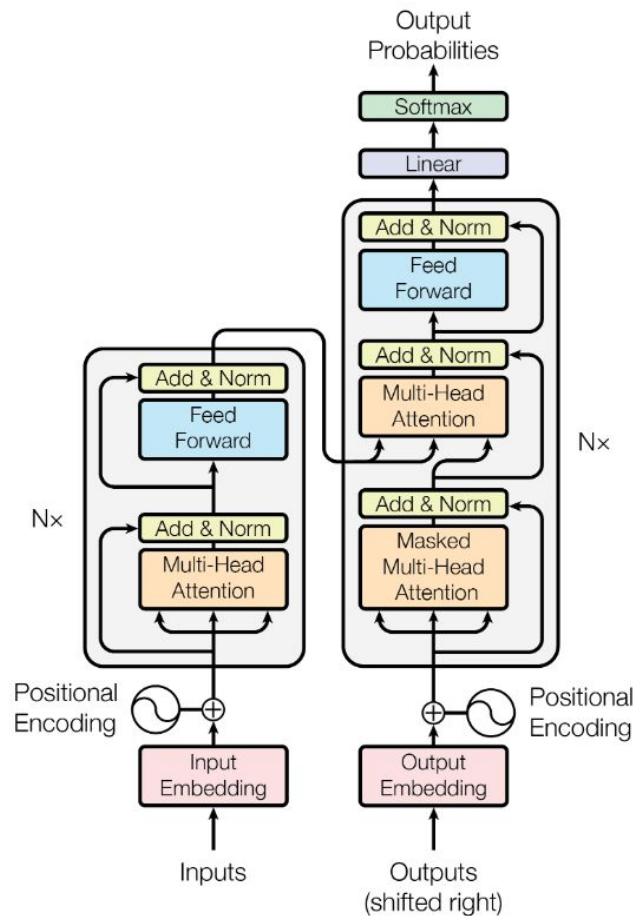 Output
Probabilities
Softmax
Linear
Add & Norm
Feed
Forward
Add & Norm
Multi-Head
Attention
Nx
Add & Norm
Masked
Multi-Head
Attention
Positional
Encoding
Output
Embedding
Outputs
(shifted right)
Add & Norm
Feed
Forward
Nx
Add & Norm
Multi-Head
Attention
Positional
Encoding
Input
Embedding
Inputs